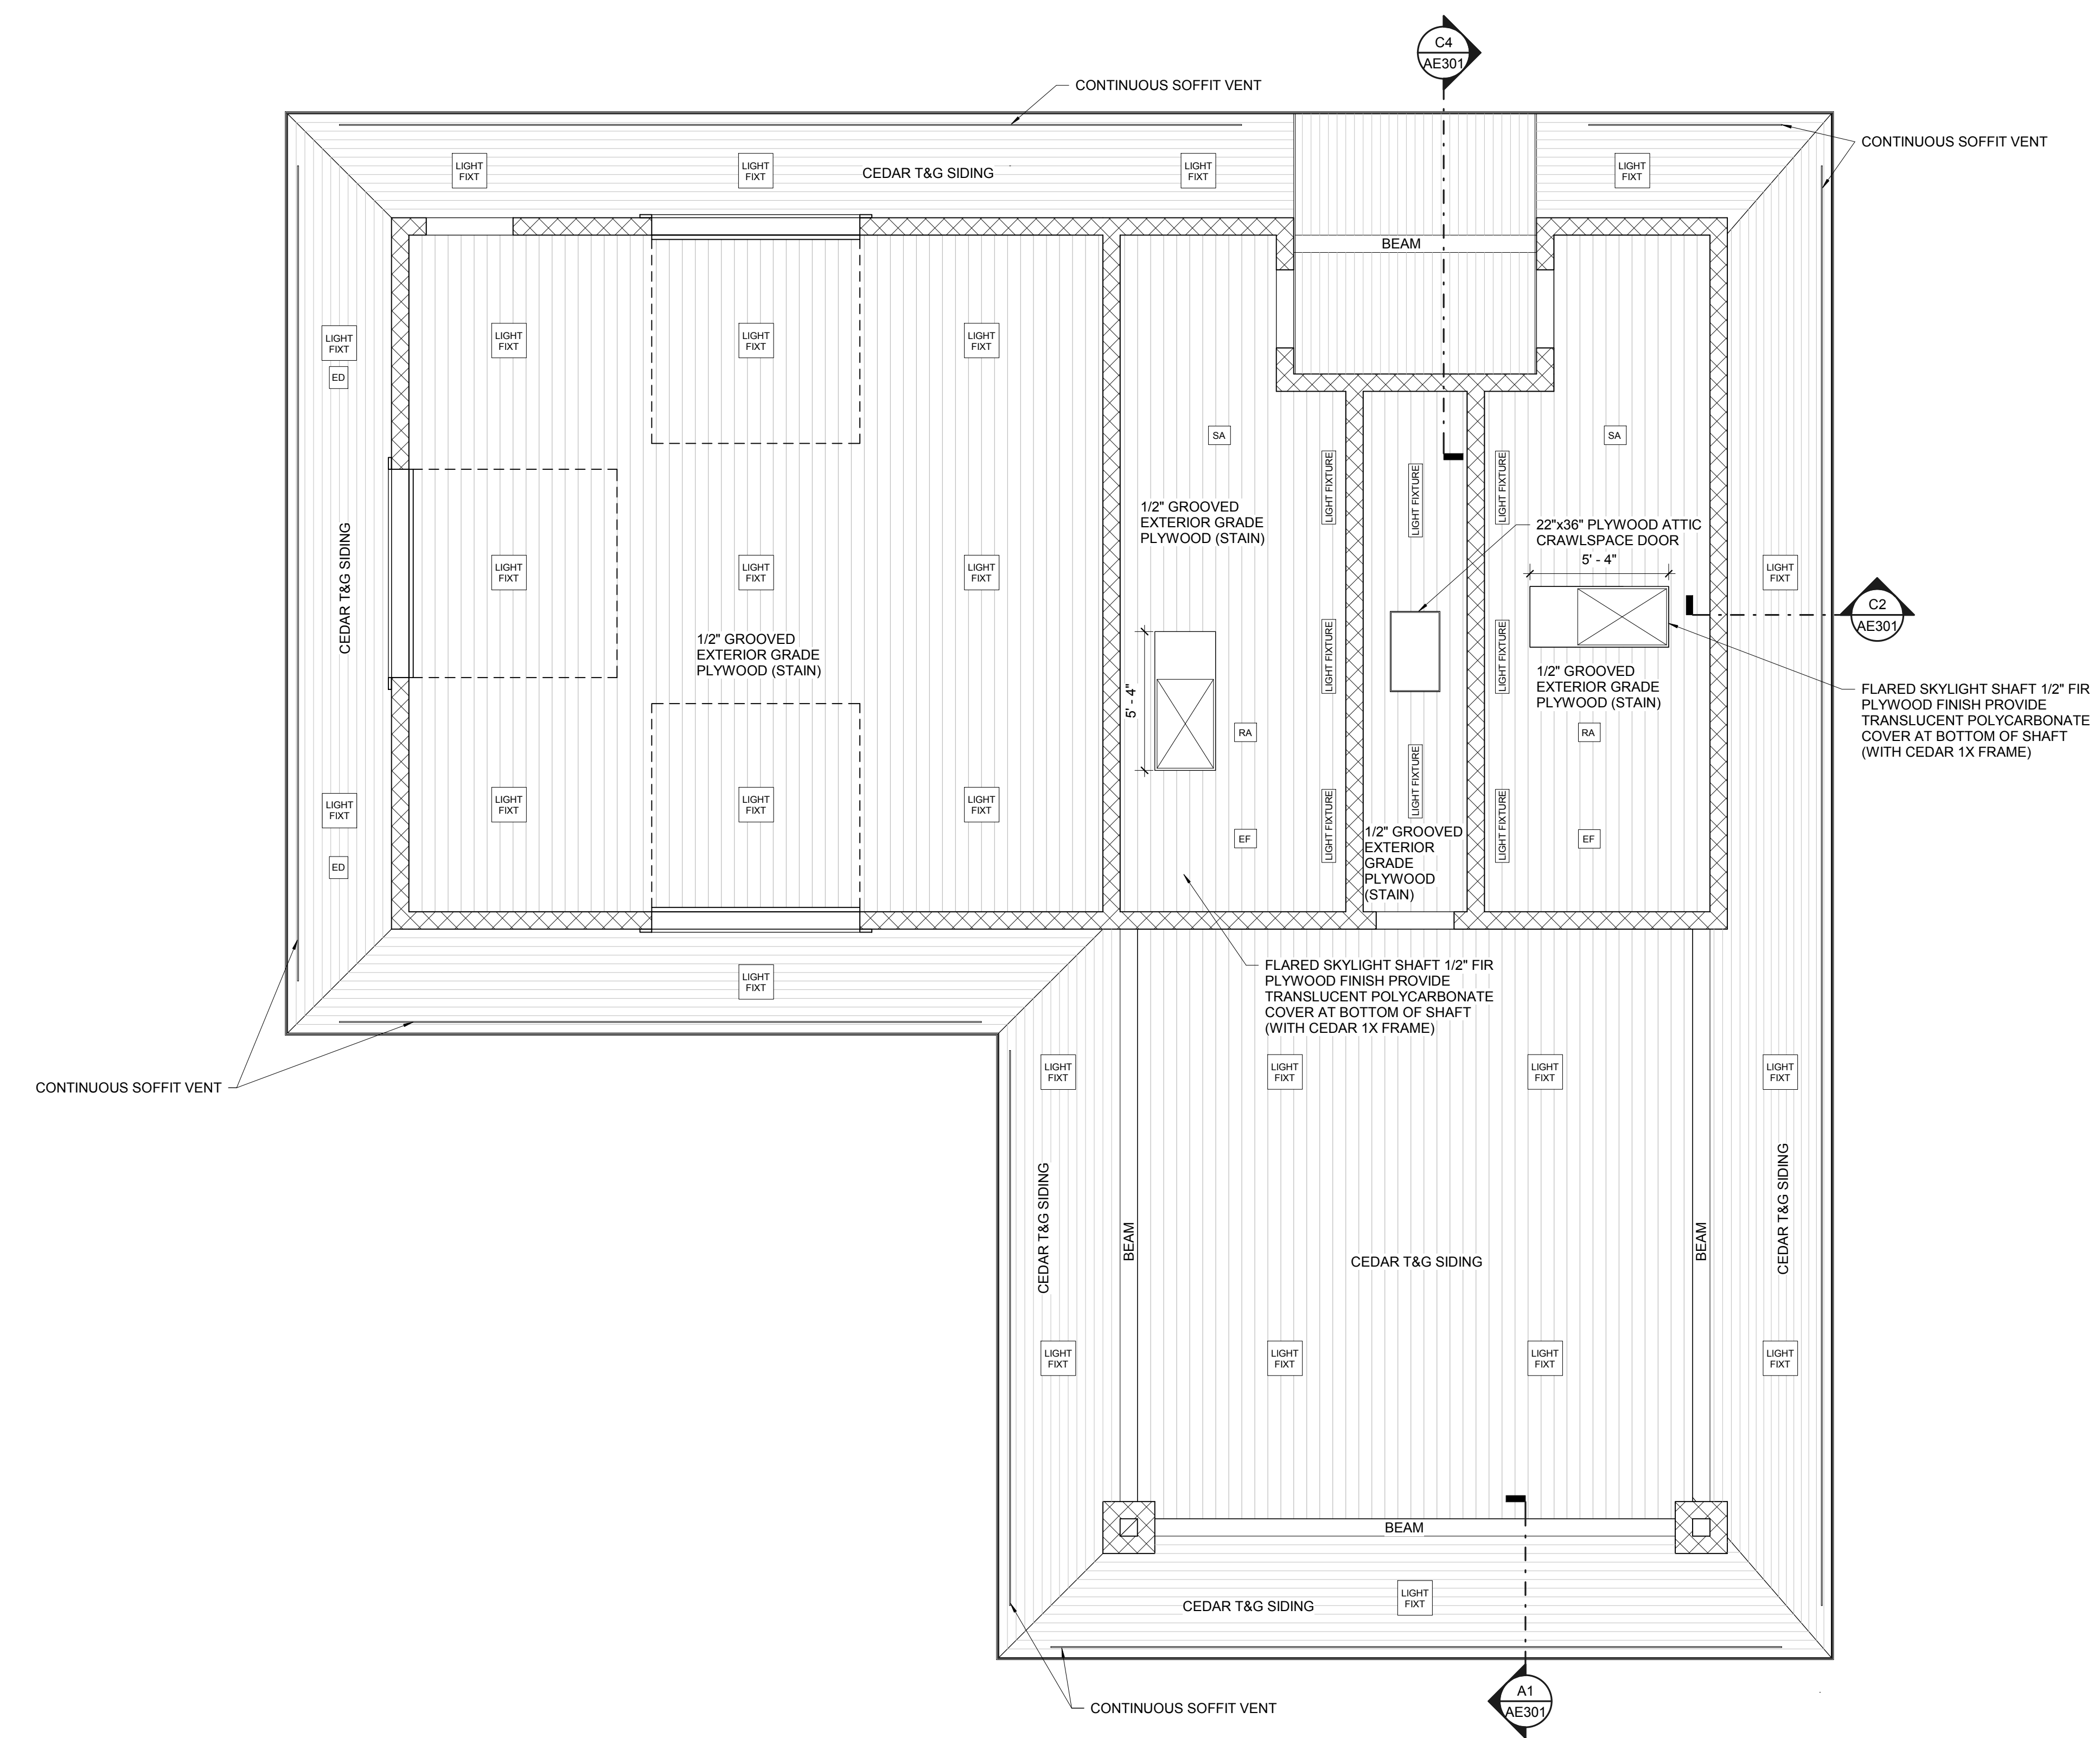 C4
AE301
CONTINUOUS SOFFIT VENT
CONTINUOUS SOFFIT VENT
LIGHT
FIXT
LIGHT
FIXT
CEDAR T&G SIDING
LIGHT
FIXT
LIGHT
FIXT
BEAM
LIGHT
FIXT
ED
LIGHT
FIXT
LIGHT
FIXT
LIGHT
FIXT
SA
SA
CEDAR T&G SIDING
LIGHT FIXTURE
LIGHT FIXTURE
LIGHT FIXTURE
1/2" GROOVED
EXTERIOR GRADE
PLYWOOD (STAIN)
22"x36" PLYWOOD ATTIC
CRAWLSPACE DOOR
5' - 4"
LIGHT
FIXT
LIGHT
FIXT
LIGHT
FIXT
LIGHT
FIXT
C2
AE301
1/2" GROOVED
EXTERIOR GRADE
PLYWOOD (STAIN)
LIGHT FIXTURE
LIGHT FIXTURE
1/2" GROOVED
EXTERIOR GRADE
PLYWOOD (STAIN)
FLARED SKYLIGHT SHAFT 1/2" FIR
PLYWOOD FINISH PROVIDE
TRANSLUCENT POLYCARBONATE
COVER AT BOTTOM OF SHAFT
(WITH CEDAR 1X FRAME)
5' - 4"
RA
RA
LIGHT
FIXT
ED
LIGHT
FIXT
LIGHT
FIXT
LIGHT
FIXT
EF
LIGHT FIXTURE
LIGHT FIXTURE
LIGHT FIXTURE
EF
1/2" GROOVED
EXTERIOR
GRADE
PLYWOOD
(STAIN)
LIGHT
FIXT
FLARED SKYLIGHT SHAFT 1/2" FIR
PLYWOOD FINISH PROVIDE
TRANSLUCENT POLYCARBONATE
COVER AT BOTTOM OF SHAFT
(WITH CEDAR 1X FRAME)
CONTINUOUS SOFFIT VENT
LIGHT
FIXT
LIGHT
FIXT
LIGHT
FIXT
LIGHT
FIXT
CEDAR T&G SIDING
BEAM
CEDAR T&G SIDING
BEAM
CEDAR T&G SIDING
LIGHT
FIXT
LIGHT
FIXT
LIGHT
FIXT
LIGHT
FIXT
BEAM
CEDAR T&G SIDING
LIGHT
FIXT
CONTINUOUS SOFFIT VENT
A1
AE301